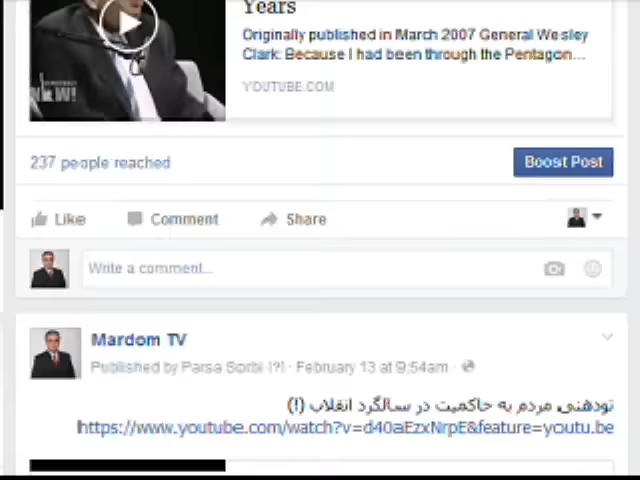 Years
Originally published in March 2007 General Wesley
Clark: Because I had been through the Pentagon...
YOUTUBE.COM
NOW!
237 people reached
Boost Post
Like Comment Share
Write a comment...
Mardom TV
Published by Parsa Sorbi [?] · February 13 at 9:54am ·
تودهنی مردم به حاکمیت در سالگرد انقلاب (!)
https://www.youtube.com/watch?v=d40aEzxNrpE&feature=youtu.be